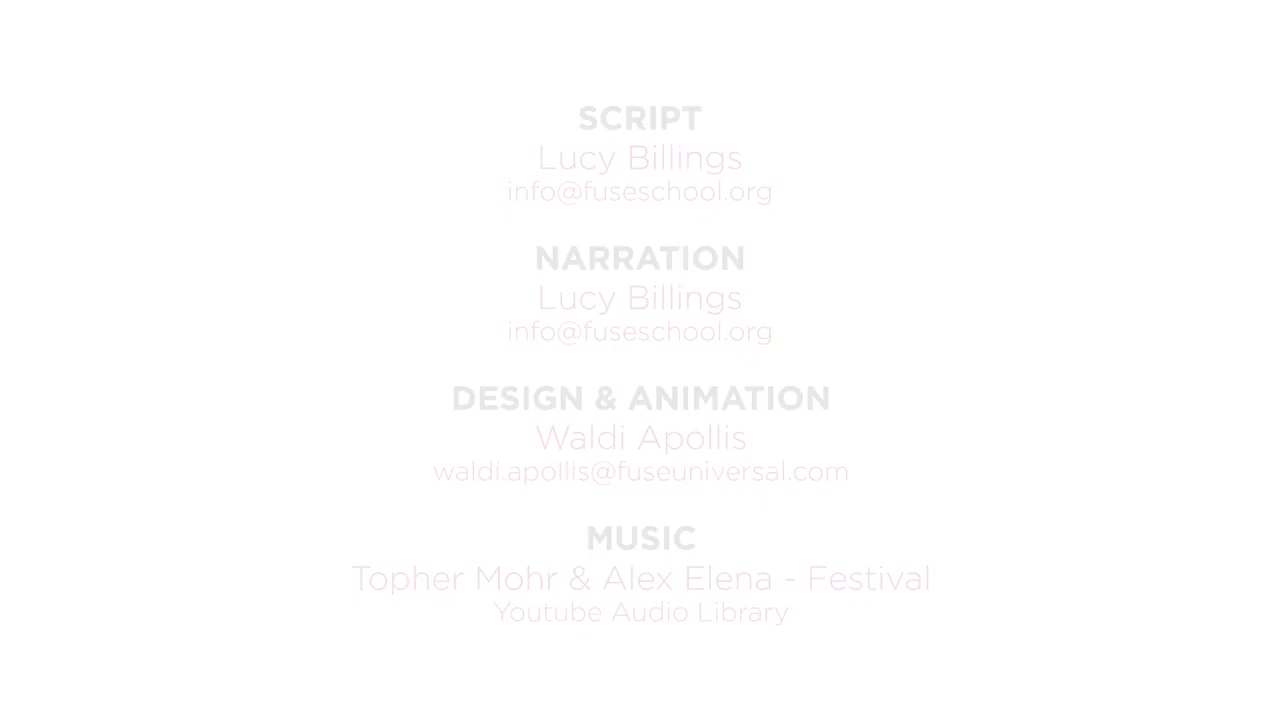 SCRIPT
Lucy Billings
info@fuseschool.org
NARRATION
Lucy Billings
info@fuseschool.org
DESIGN & ANIMATION
Waldi Apollis
waldi.apollis@fuseuniversal.com
MUSIC
Topher Mohr & Alex Elena - Festival
Youtube Audio Library